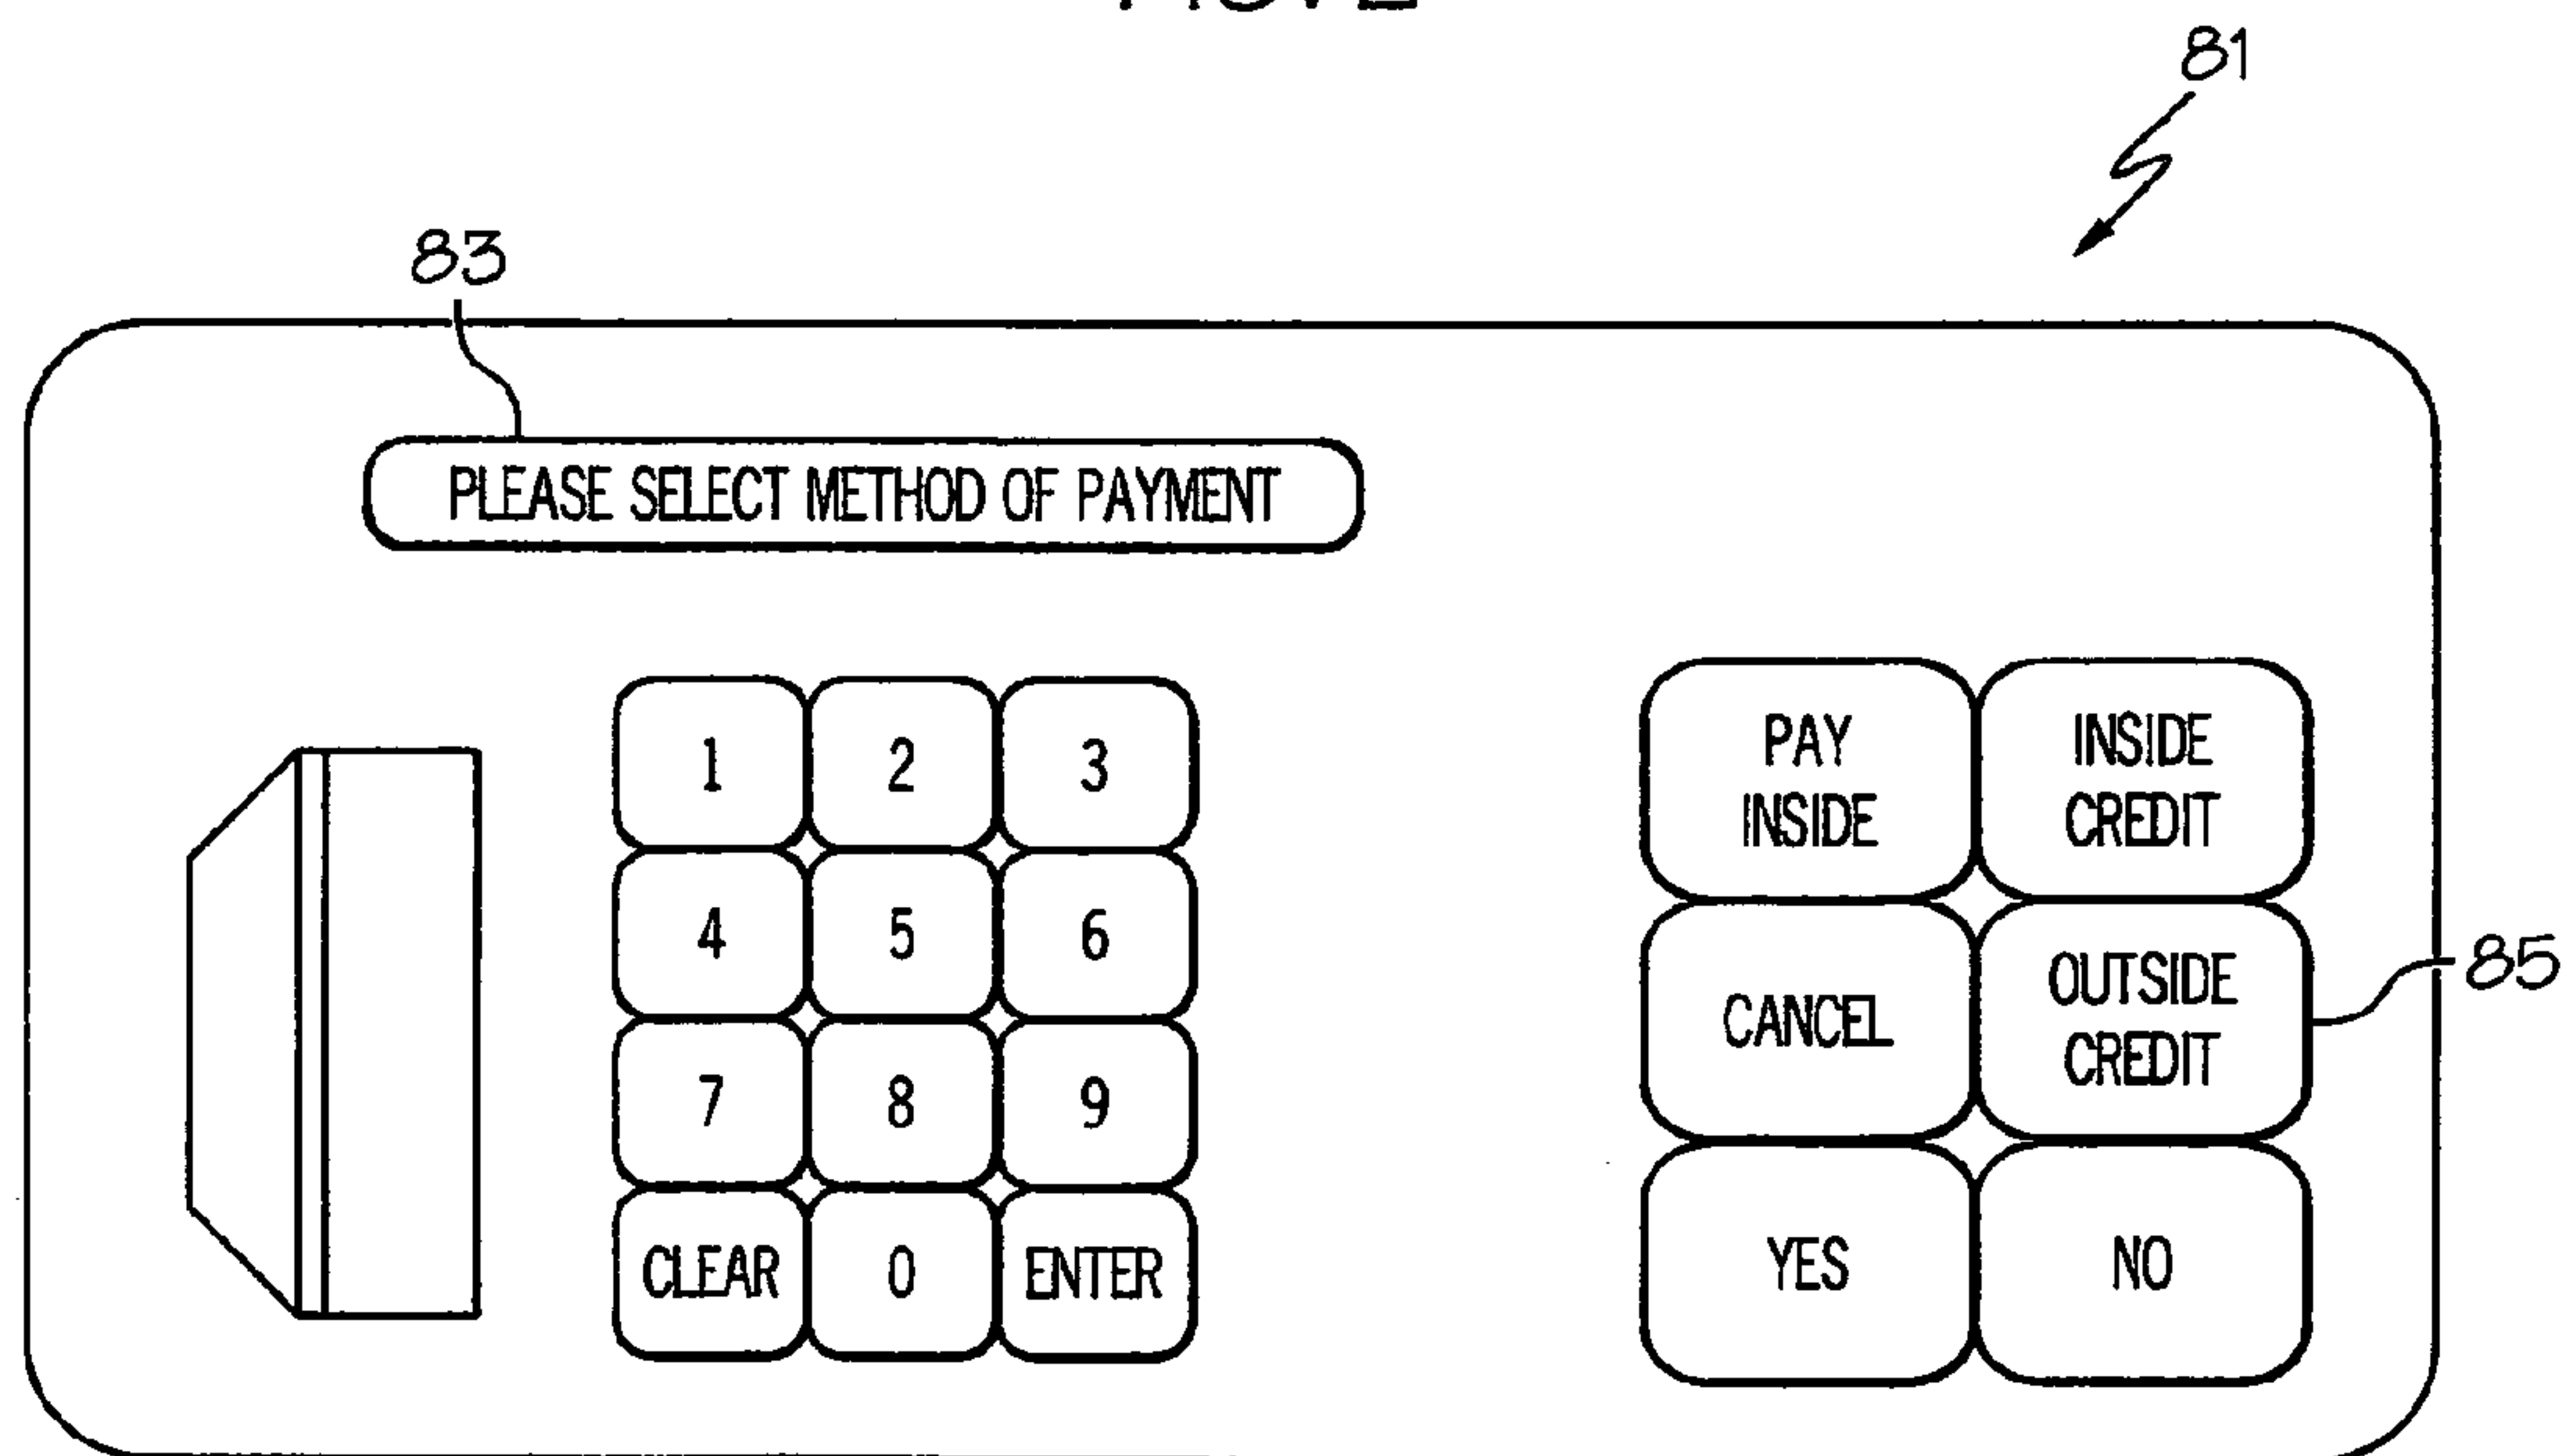 81
83
PLEASE SELECT METHOD OF PAYMENT
1 2 3
4 5 6
7 8 9
CLEAR 0 ENTER
PAY
INSIDE
INSIDE
CREDIT
CANCEL
OUTSIDE
CREDIT
85
YES
NO